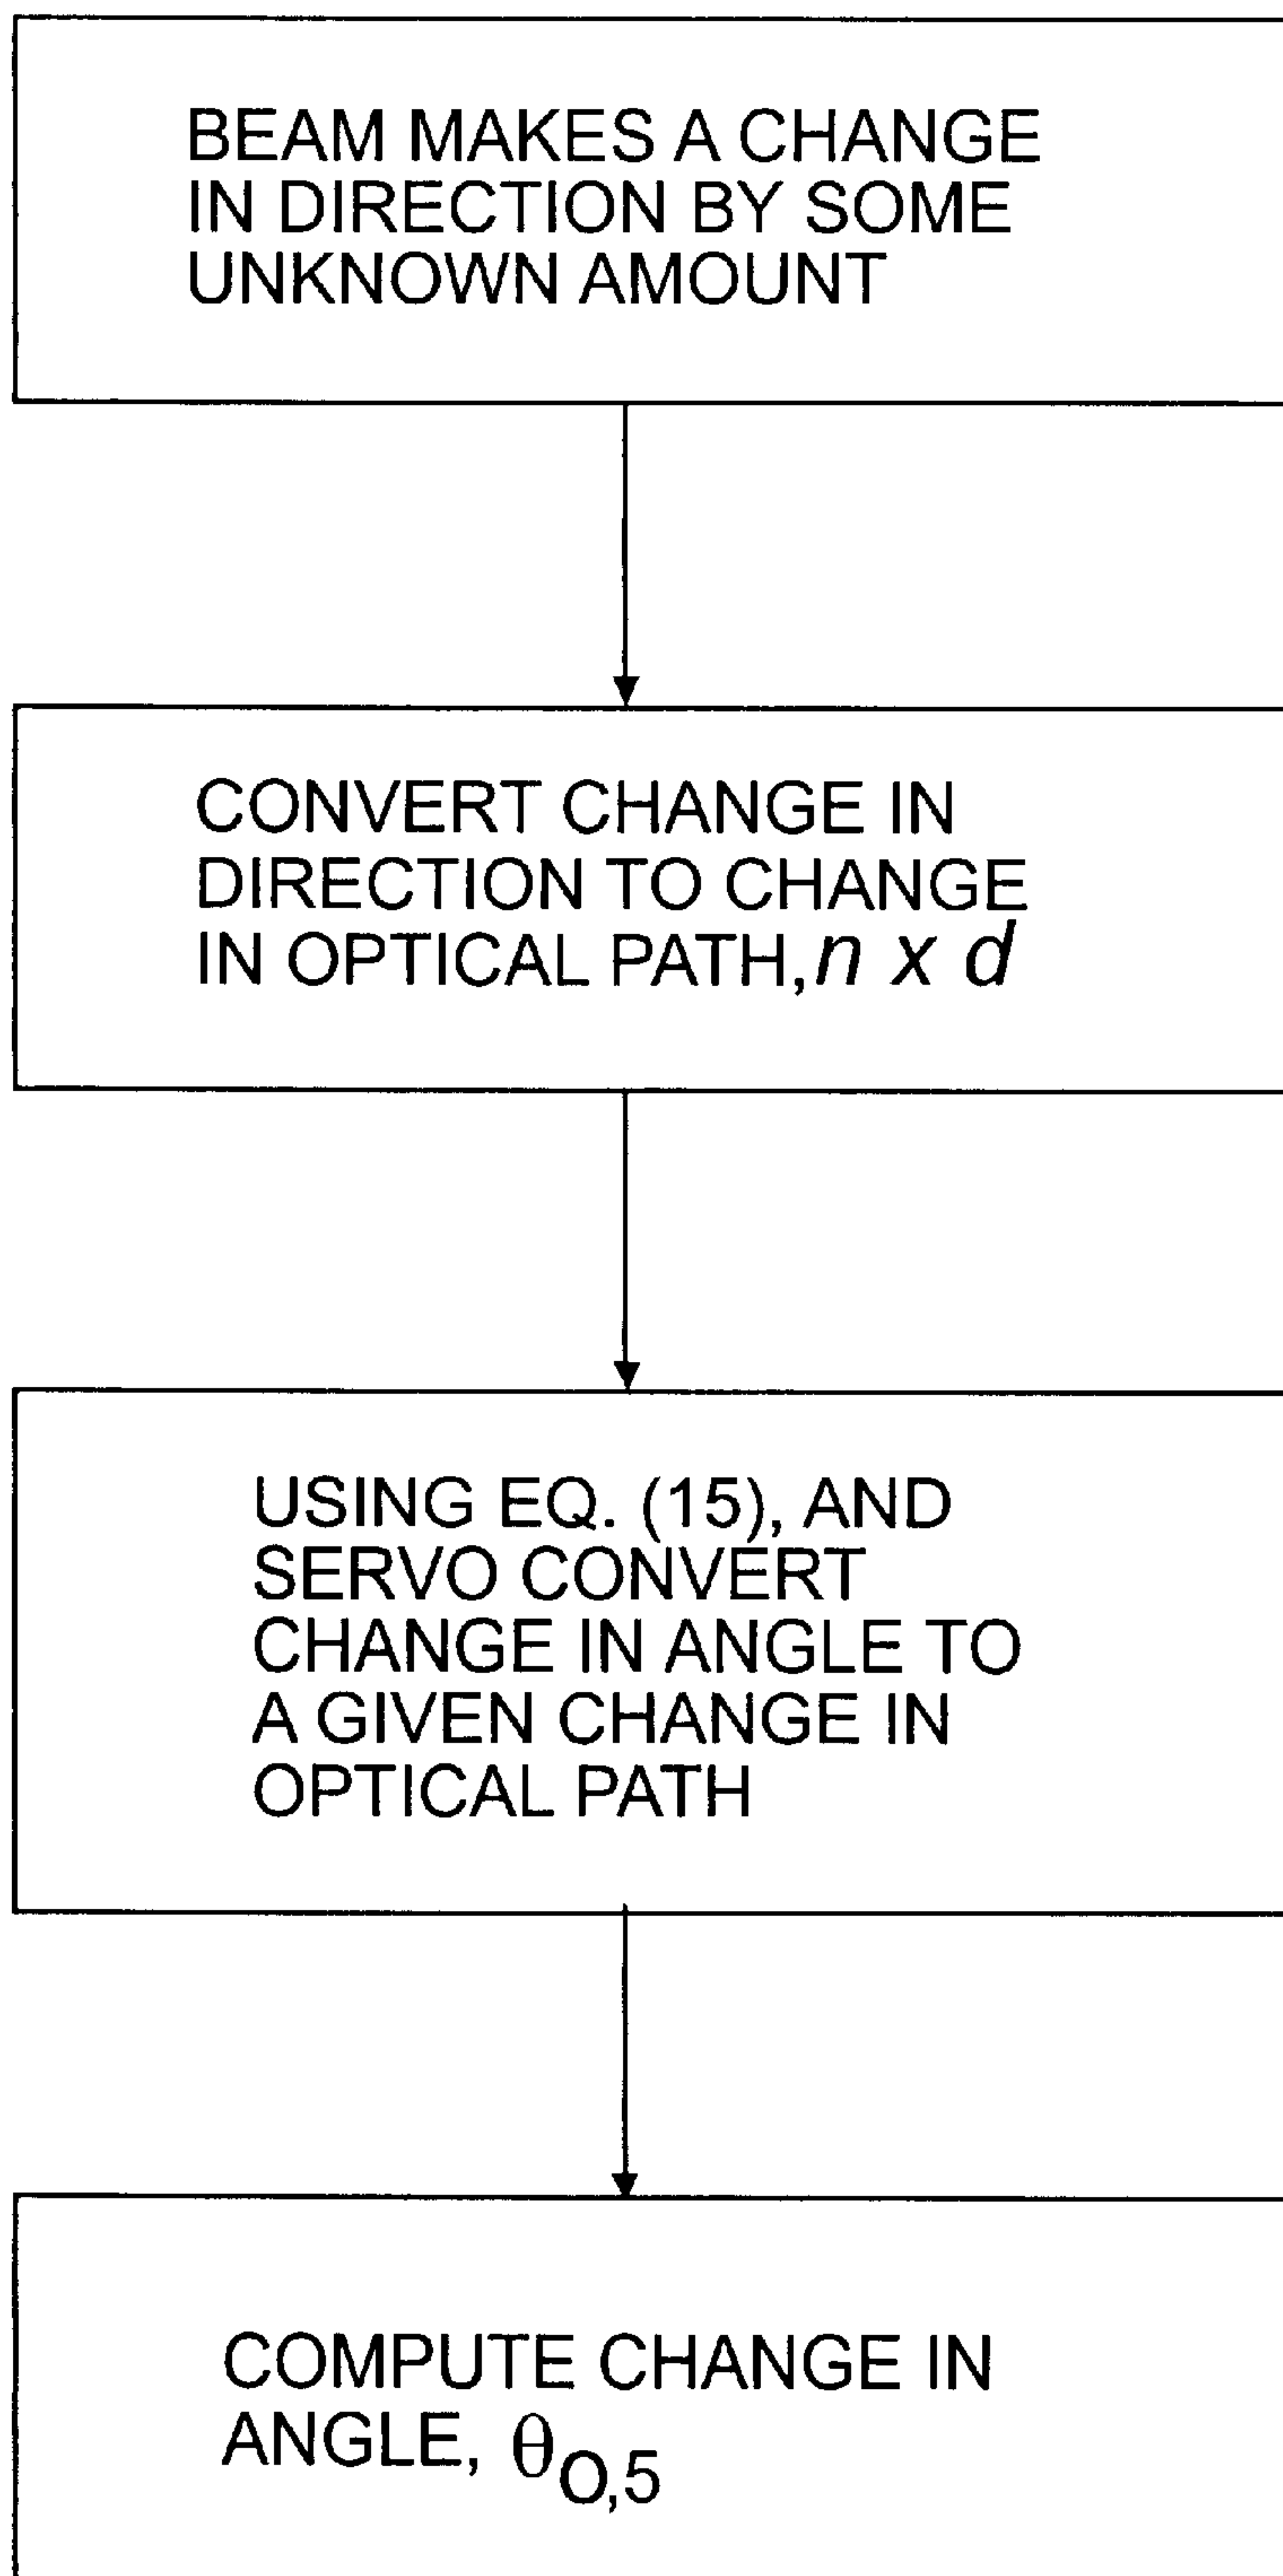 BEAM MAKES A CHANGE
IN DIRECTION BY SOME
UNKNOWN AMOUNT
CONVERT CHANGE IN
DIRECTION TO CHANGE
IN OPTICAL PATH, n x d
USING EQ. (15), AND
SERVO CONVERT
CHANGE IN ANGLE TO
A GIVEN CHANGE IN
OPTICAL PATH
COMPUTE CHANGE IN
ANGLE, θO,5